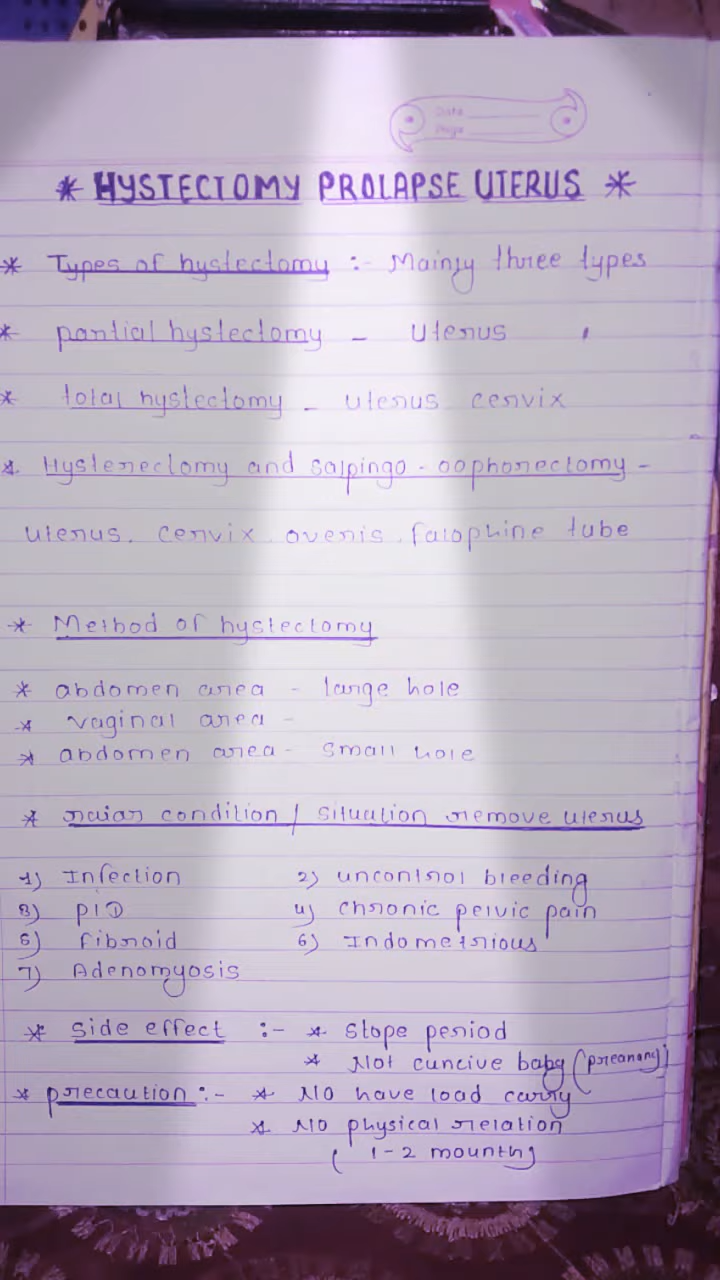 Date
Page
* HYSTECTOMY PROLAPSE UTERUS *
* Types of hystectomy :- Mainly three types
* partial hystectomy - Uterus
* total hystectomy - uterus cervix
* Hysterectomy and salpingo - oophorectomy -
uterus. cervix. overis. falophine tube
* Method of hystectomy
* abdomen area - large hole
* vaginal area -
* abdomen area - small hole
* condition / situation remove uterus
1) Infection 2) uncontrol bleeding
3) PID 4) chronic pelvic pain
5) fibroid 6) Indometrious
7) Adenomyosis
* side effect :- * stope period
* Not cuncive baby (preanany)
* precaution :- * No have load carry
* No physical relation
( 1-2 mounth)